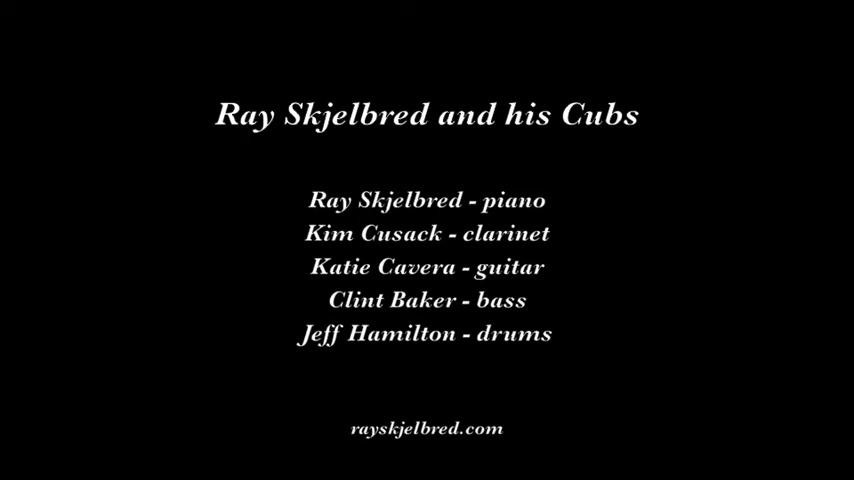 Ray Skjelbred and his Cubs
Ray Skjelbred - piano
Kim Cusack - clarinet
Katie Cavera - guitar
Clint Baker - bass
Jeff Hamilton - drums
rayskjelbred.com